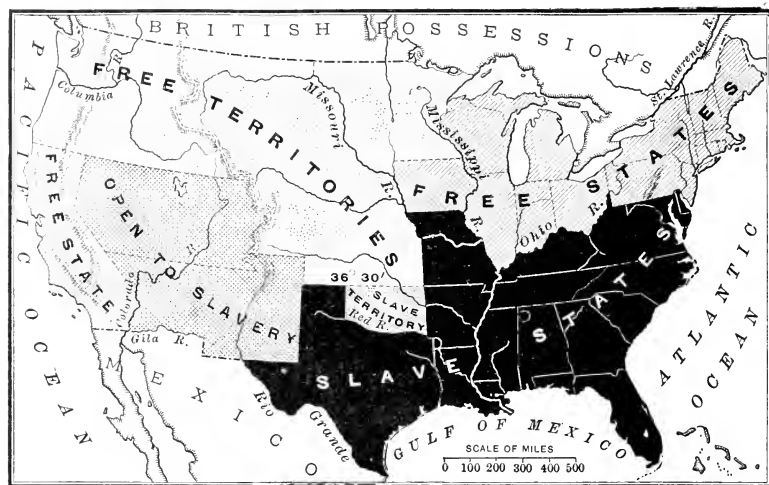 BRITISH POSSESSIONS
PACIFIC OCEAN
FREE TERRITORIES
Columbia R.
Missouri R.
Mississippi R.
St. Lawrence R.
FREE STATES
Ohio R.
FREE STATE
OPEN TO SLAVERY
Colorado R.
Gila R.
36 30'
SLAVE
TERRITORY
Red R.
SLAVE STATES
MEXICO
Rio Grande
GULF OF MEXICO
ATLANTIC
OCEAN
SCALE OF MILES
0 100 200 300 400 500